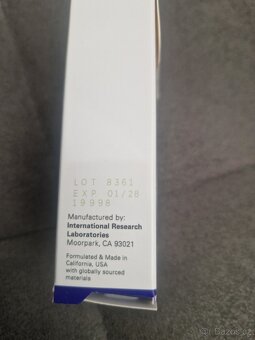 LOT 8361
EXP 01/28
19998
Manufactured by:
International Research
Laboratories
Moorpark, CA 93021
Formulated & Made in
California, USA
with globally sourced
materials